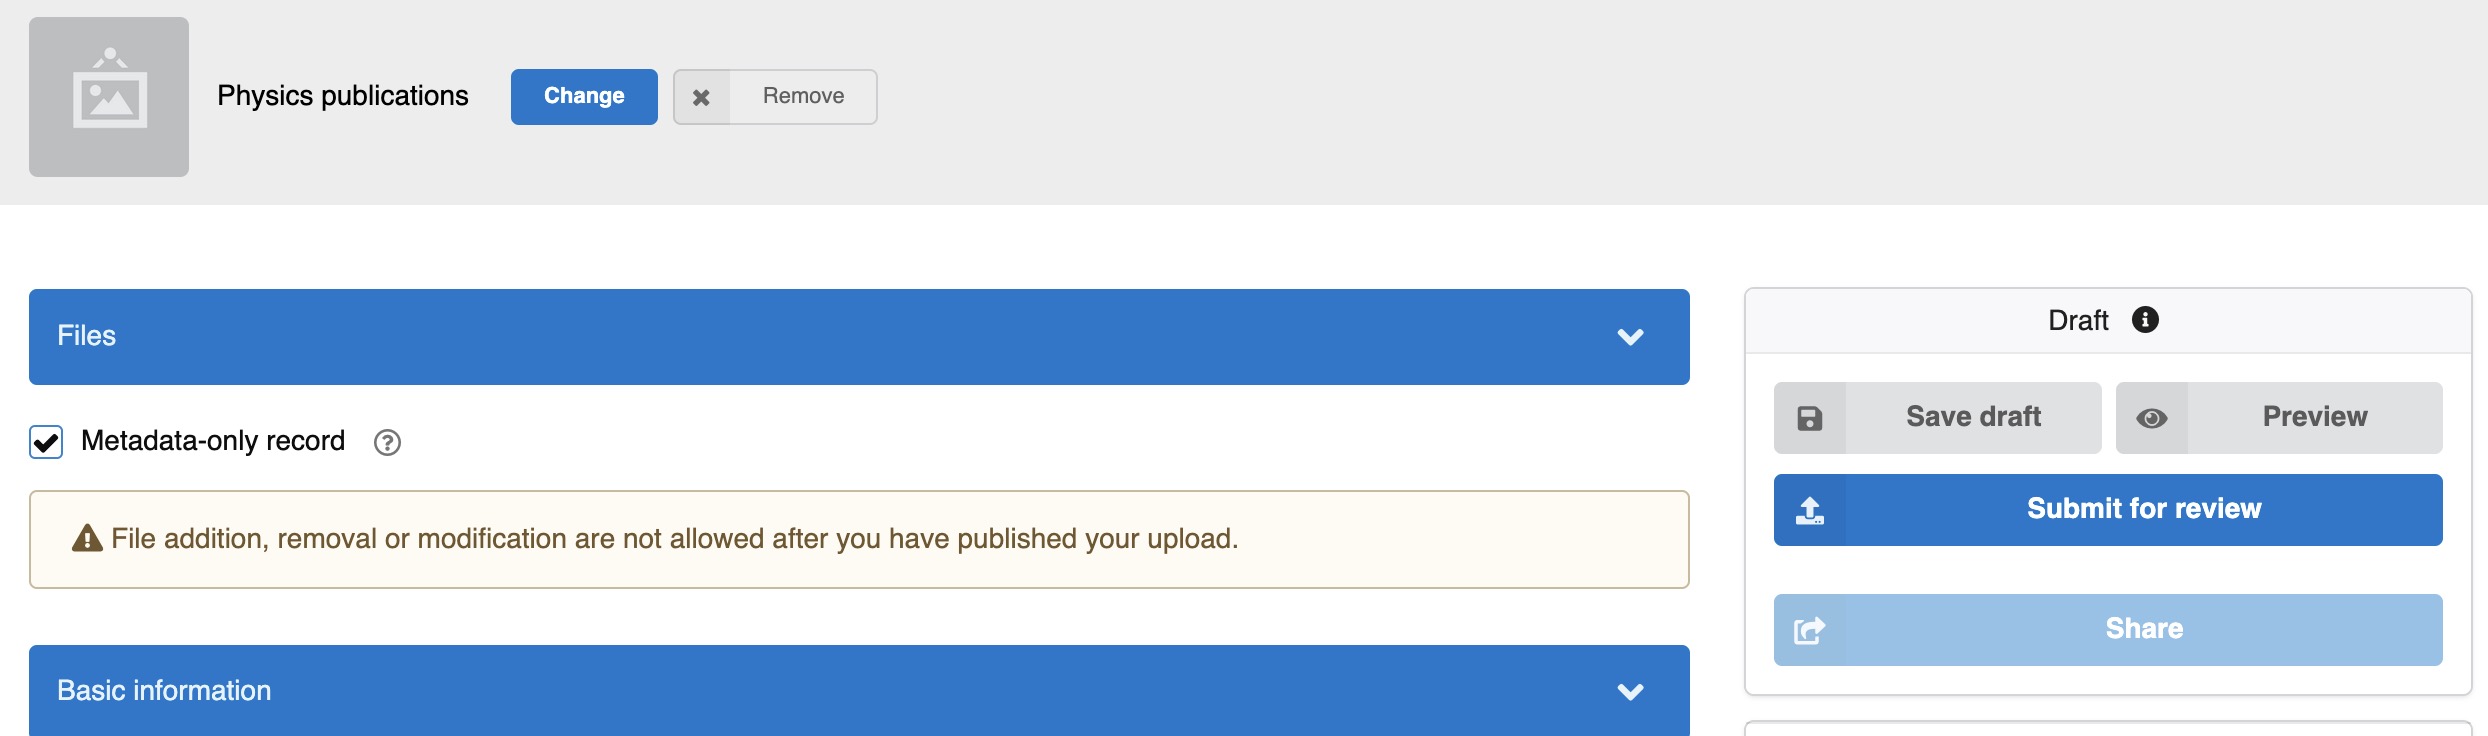 Physics publications
Change
Remove
Files
Metadata-only record
File addition, removal or modification are not allowed after you have published your upload.
Basic information
Draft
Save draft
Preview
Submit for review
Share